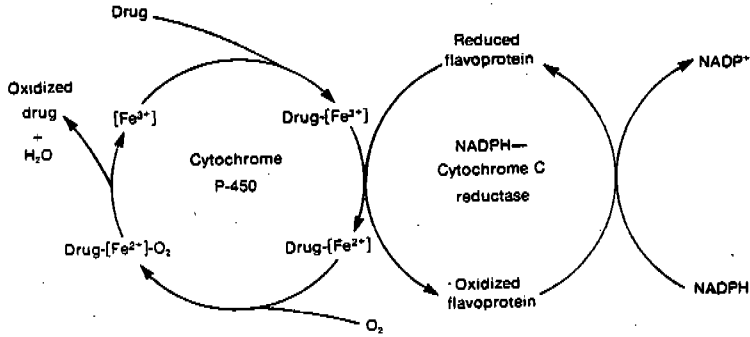 Drug
Reduced
flavoprotein
NADP⁺
Oxidized
drug
+
H₂O
[Fe³⁺]
Drug-[Fe³⁺]
Cytochrome
P-450
NADPH—
Cytochrome C
reductase
Drug-[Fe²⁺]-O₂
Drug-[Fe²⁺]
Oxidized
flavoprotein
NADPH
O₂